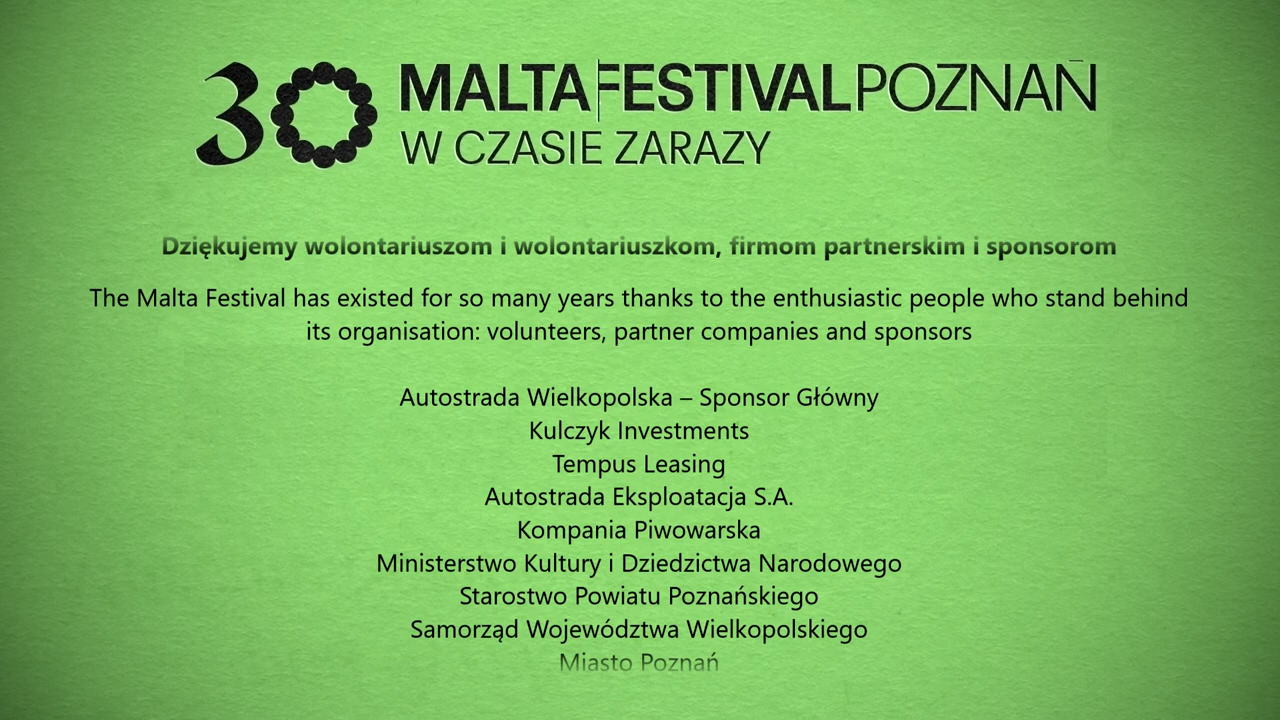 30 MALTAFESTIVALPOZNAŃ
W CZASIE ZARAZY
Dziękujemy wolontariuszom i wolontariuszkom, firmom partnerskim i sponsorom
The Malta Festival has existed for so many years thanks to the enthusiastic people who stand behind
its organisation: volunteers, partner companies and sponsors
Autostrada Wielkopolska – Sponsor Główny
Kulczyk Investments
Tempus Leasing
Autostrada Eksploatacja S.A.
Kompania Piwowarska
Ministerstwo Kultury i Dziedzictwa Narodowego
Starostwo Powiatu Poznańskiego
Samorząd Województwa Wielkopolskiego
Miasto Poznań